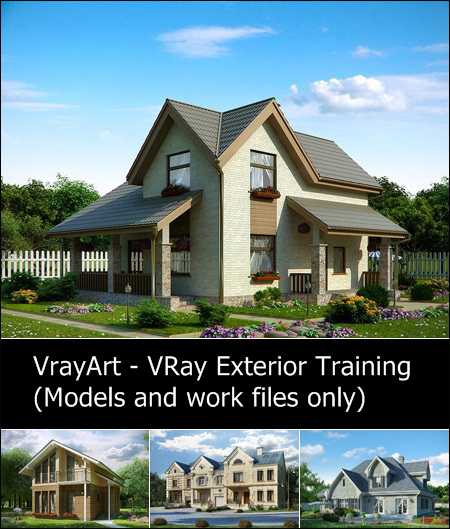 VrayArt - VRay Exterior Training
(Models and work files only)